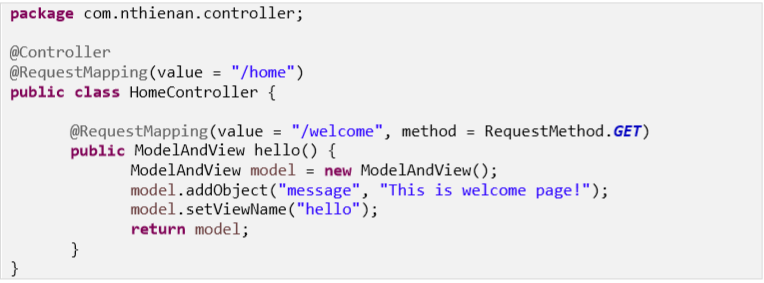 package com.nthienan.controller;
@Controller
@RequestMapping(value = "/home")
public class HomeController {
@RequestMapping(value = "/welcome", method = RequestMethod.GET)
public ModelAndView hello() {
ModelAndView model = new ModelAndView();
model.addObject("message", "This is welcome page!");
model.setViewName("hello");
return model;
}
}